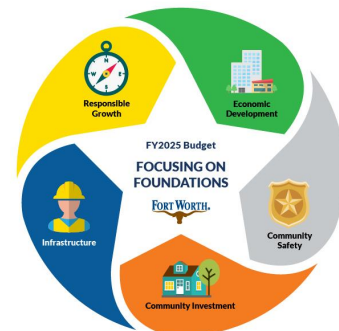 Responsible
Growth
Economic
Development
FY2025 Budget
FOCUSING ON
FOUNDATIONS
FORT WORTH®
Infrastructure
Community
Safety
Community Investment
N
E
S
W